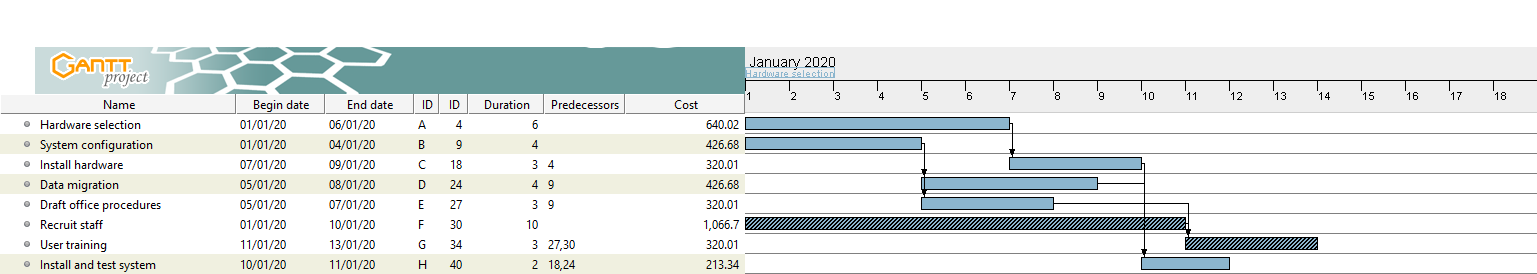 GANTT
project
January 2020
Hardware selection
1 2 3 4 5 6 7 8 9 10 11 12 13 14 15 16 17 18
Name Begin date End date ID ID Duration Predecessors Cost
Hardware selection 01/01/20 06/01/20 A 4 6 640.02
System configuration 01/01/20 04/01/20 B 9 4 426.68
Install hardware 07/01/20 09/01/20 C 18 3 4 320.01
Data migration 05/01/20 08/01/20 D 24 4 9 426.68
Draft office procedures 05/01/20 07/01/20 E 27 3 9 320.01
Recruit staff 01/01/20 10/01/20 F 30 10 1,066.7
User training 11/01/20 13/01/20 G 34 3 27,30 320.01
Install and test system 10/01/20 11/01/20 H 40 2 18,24 213.34